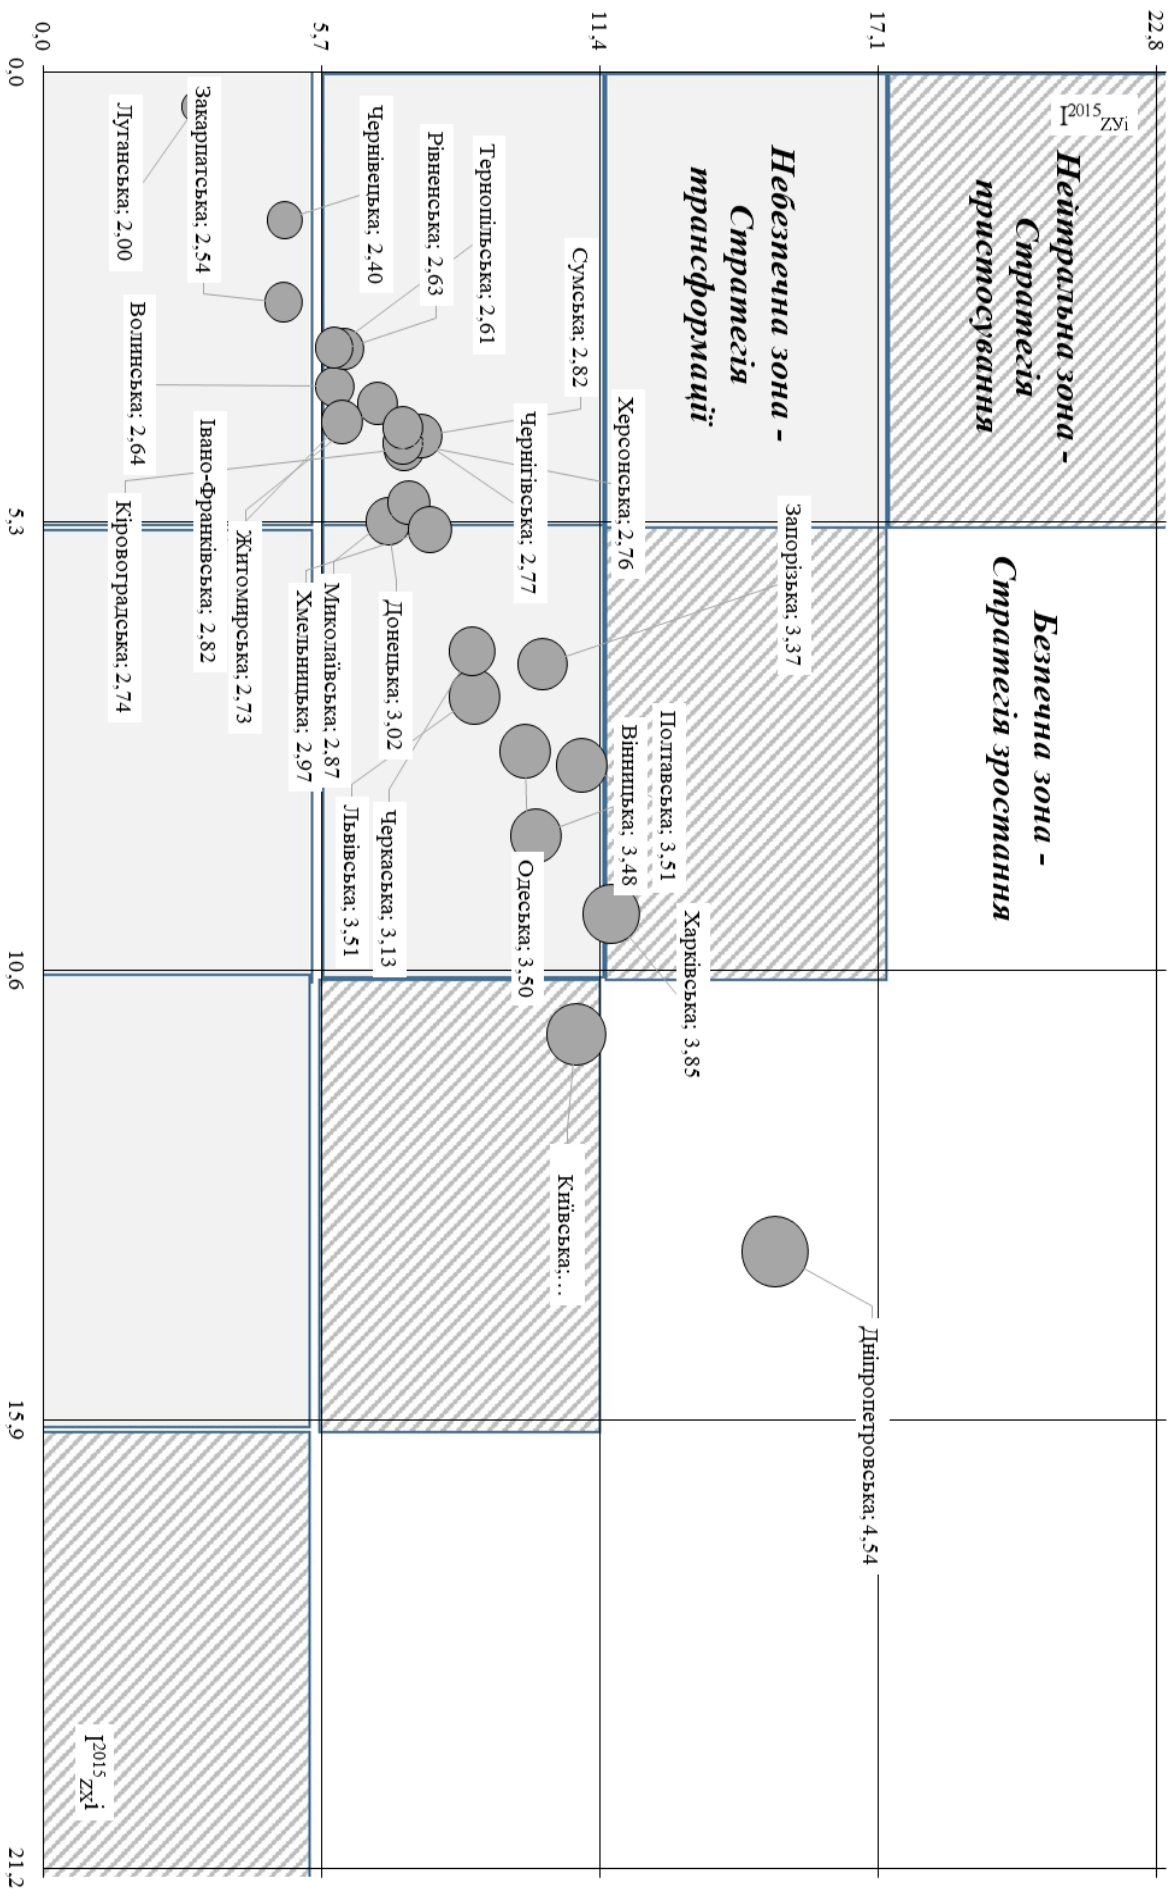 22,8
17,1
11,4
5,7
0,0
0,0
5,3
10,6
15,9
21,2
I²⁰¹⁵ZУi
Нейтральна зона -
Стратегія
пристосування
Безпечна зона -
Стратегія зростання
Небезпечна зона -
Стратегія
трансформації
Запорізька; 3,37
Дніпропетровська; 4,54
Харківська; 3,85
Полтавська; 3,51
Вінницька; 3,48
Херсонська; 2,76
Сумська; 2,82
Київська;…
Чернігівська; 2,77
Одеська; 3,50
Тернопільська; 2,61
Рівненська; 2,63
Чернівецька; 2,40
Донецька; 3,02
Черкаська; 3,13
Львівська; 3,51
Миколаївська; 2,87
Хмельницька; 2,97
Житомирська; 2,73
Закарпатська; 2,54
Івано-Франківська; 2,82
Волинська; 2,64
Луганська; 2,00
Кіровоградська; 2,74
I²⁰¹⁵ZXi